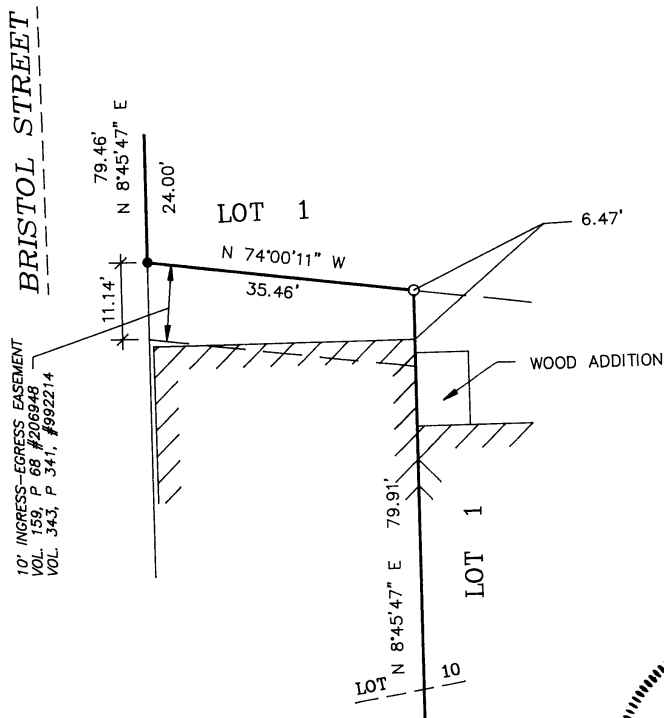 BRISTOL STREET
79.46'
N 8°45'47" E
24.00'
LOT 1
N 74°00'11" W
35.46'
6.47'
11.14'
10' INGRESS-EGRESS EASEMENT
VOL. 159, P 68 #206948
VOL. 343, P 341, #992214
WOOD ADDITION
N 8°45'47" E 79.91'
LOT 1
LOT 10